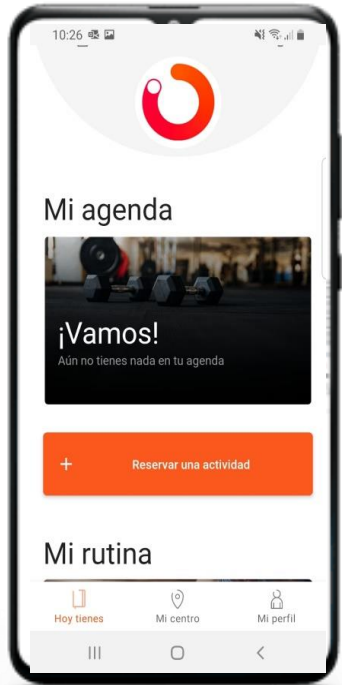 10:26
Mi agenda
¡Vamos!
Aún no tienes nada en tu agenda
+ Reservar una actividad
Mi rutina
Hoy tienes Mi centro Mi perfil